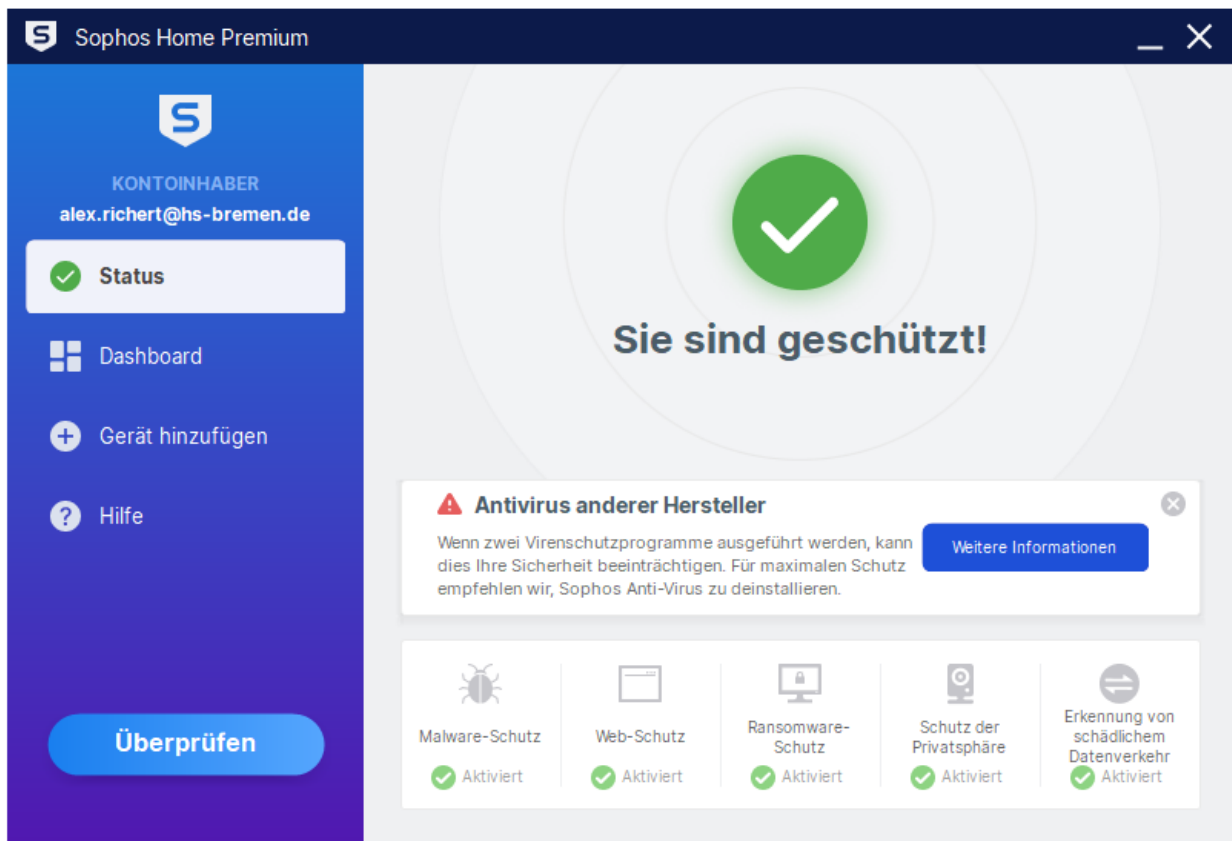 Sophos Home Premium
KONTOINHABER
alex.richert@hs-bremen.de
Status
Dashboard
Gerät hinzufügen
Hilfe
Überprüfen
Sie sind geschützt!
Antivirus anderer Hersteller
Wenn zwei Virenschutzprogramme ausgeführt werden, kann
dies Ihre Sicherheit beeinträchtigen. Für maximalen Schutz
empfehlen wir, Sophos Anti-Virus zu deinstallieren.
Weitere Informationen
Malware-Schutz
Aktiviert
Web-Schutz
Aktiviert
Ransomware-
Schutz
Aktiviert
Schutz der
Privatsphäre
Aktiviert
Erkennung von
schädlichem
Datenverkehr
Aktiviert